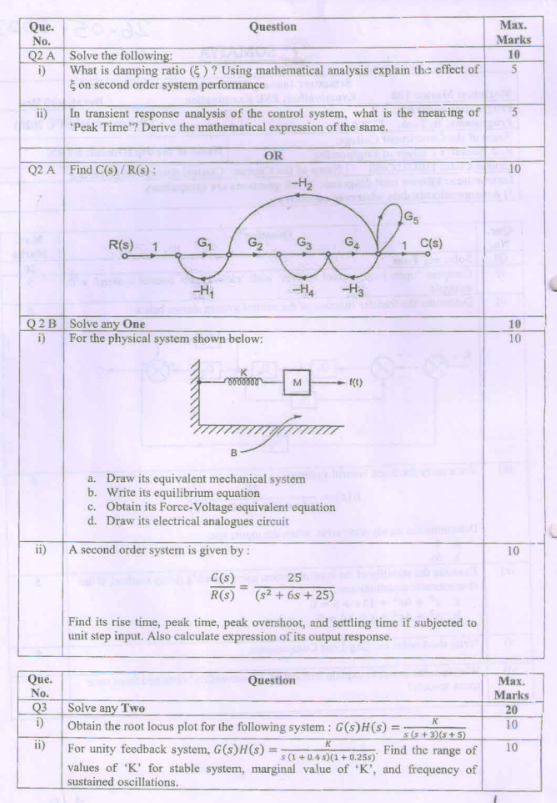 Que. No. Question Max. Marks
Q2 A Solve the following: 10
i) What is damping ratio (ξ ) ? Using mathematical analysis explain the effect of 5
ξ on second order system performance
ii) In transient response analysis of the control system, what is the meaning of 5
‘Peak Time’? Derive the mathematical expression of the same.
OR
Q2 A Find C(s) / R(s) : 10
–H₂
G₅
R(s) 1 G₁ G₂ G₃ G₄ 1 C(s)
–H₁ –H₄ –H₃
Q 2 B Solve any One 10
i) For the physical system shown below: 10
K
M f(t)
B
a. Draw its equivalent mechanical system
b. Write its equilibrium equation
c. Obtain its Force-Voltage equivalent equation
d. Draw its electrical analogues circuit
ii) A second order system is given by : 10
C(s)/R(s) = 25/(s² + 6s + 25)
Find its rise time, peak time, peak overshoot, and settling time if subjected to
unit step input. Also calculate expression of its output response.
Que. No. Question Max. Marks
Q3 Solve any Two 20
i) Obtain the root locus plot for the following system : G(s)H(s) = K/s (s + 3)(s + 5) 10
ii) For unity feedback system, G(s)H(s) = K/s (1 + 0.4 s)(1 + 0.25s). Find the range of 10
values of ‘K’ for stable system, marginal value of ‘K’, and frequency of
sustained oscillations.